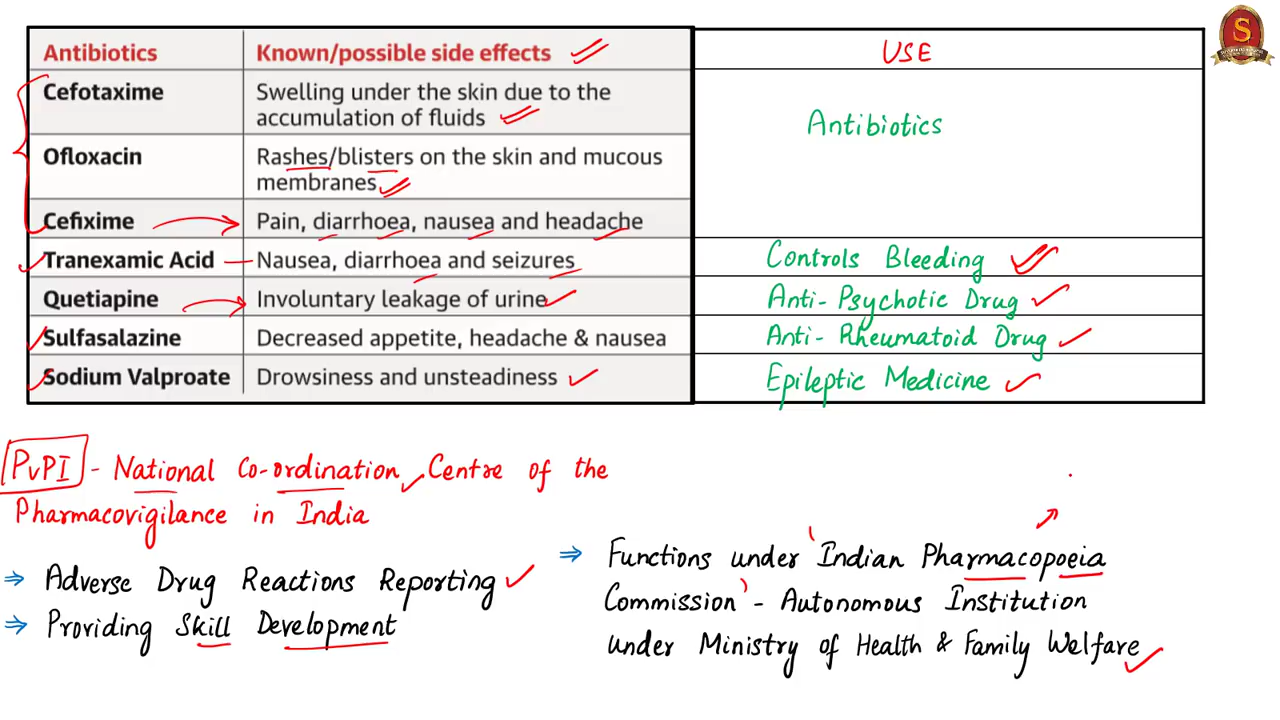 Antibiotics Known/possible side effects USE
Cefotaxime Swelling under the skin due to the
accumulation of fluids Antibiotics
Ofloxacin Rashes/blisters on the skin and mucous
membranes
Cefixime Pain, diarrhoea, nausea and headache
Tranexamic Acid Nausea, diarrhoea and seizures Controls Bleeding
Quetiapine Involuntary leakage of urine Anti-Psychotic Drug
Sulfasalazine Decreased appetite, headache & nausea Anti-Rheumatoid Drug
Sodium Valproate Drowsiness and unsteadiness Epileptic Medicine
PvPI - National Co-ordination Centre of the
Pharmacovigilance in India
⇒ Adverse Drug Reactions Reporting
⇒ Providing Skill Development
⇒ Functions under 'Indian Pharmacopoeia
Commission' - Autonomous Institution
under Ministry of Health & Family Welfare
S